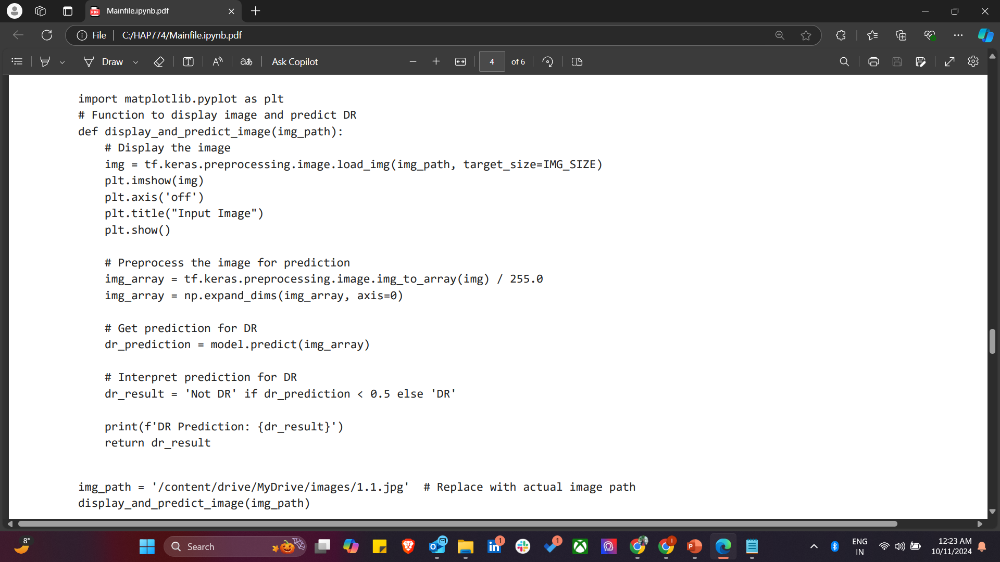 Mainfile.ipynb.pdf
File
C:/HAP774/Mainfile.ipynb.pdf
Draw
Ask Copilot
4 of 6
import matplotlib.pyplot as plt
# Function to display image and predict DR
def display_and_predict_image(img_path):
    # Display the image
    img = tf.keras.preprocessing.image.load_img(img_path, target_size=IMG_SIZE)
    plt.imshow(img)
    plt.axis('off')
    plt.title("Input Image")
    plt.show()
    # Preprocess the image for prediction
    img_array = tf.keras.preprocessing.image.img_to_array(img) / 255.0
    img_array = np.expand_dims(img_array, axis=0)
    # Get prediction for DR
    dr_prediction = model.predict(img_array)
    # Interpret prediction for DR
    dr_result = 'Not DR' if dr_prediction < 0.5 else 'DR'
    print(f'DR Prediction: {dr_result}')
    return dr_result
img_path = '/content/drive/MyDrive/images/1.1.jpg'  # Replace with actual image path
display_and_predict_image(img_path)
8°
Search
1
1
ENG
IN
12:23 AM
10/11/2024